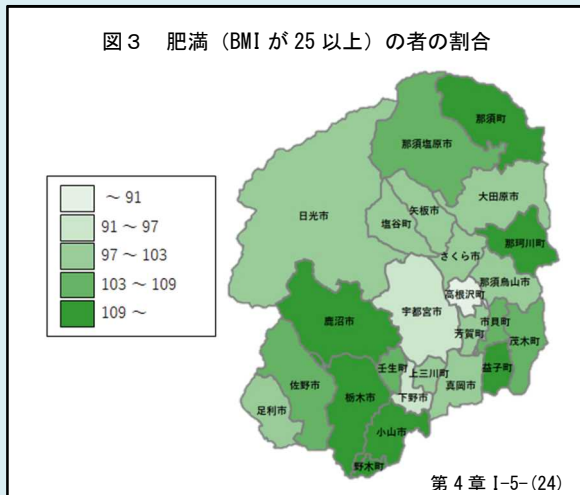 図３　肥満（BMI が 25 以上）の者の割合
～ 91
91 ～ 97
97 ～ 103
103 ～ 109
109 ～
那須町
那須塩原市
大田原市
日光市
矢板市
塩谷町
那珂川町
さくら市
那須烏山市
高根沢町
宇都宮市
鹿沼市
芳賀町
市貝町
茂木町
壬生町
上三川町
真岡市
益子町
佐野市
栃木市
下野市
足利市
小山市
野木町
第４章 I-5-(24)